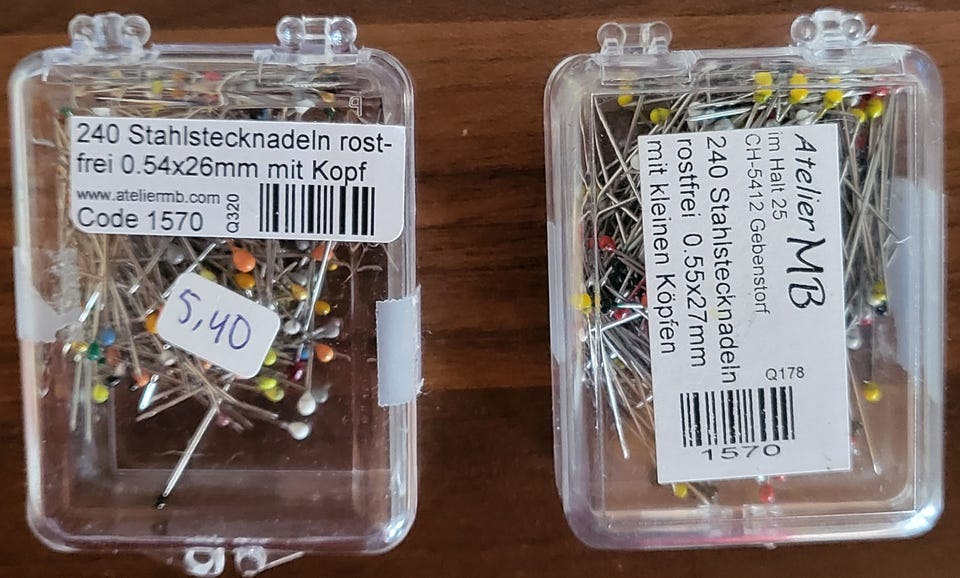 240 Stahlstecknadeln rost-
frei 0.54x26mm mit Kopf
www.ateliermb.com
Code 1570
Q320
5,40
Atelier MB
im Halt 25
CH-5412 Gebenstorf
240 Stahlstecknadeln
rostfrei 0.55x27mm
mit kleinen Köpfen
Q178
1570